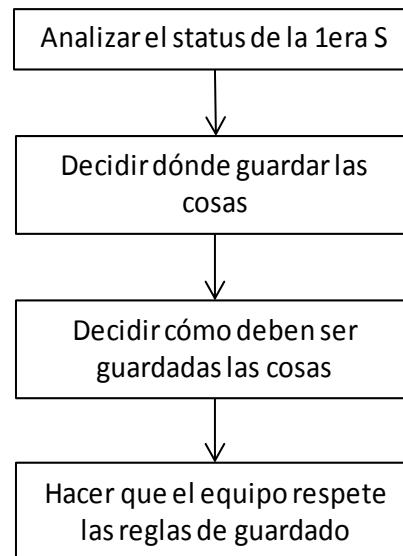 Analizar el status de la 1era S
Decidir dónde guardar las
cosas
Decidir cómo deben ser
guardadas las cosas
Hacer que el equipo respete
las reglas de guardado